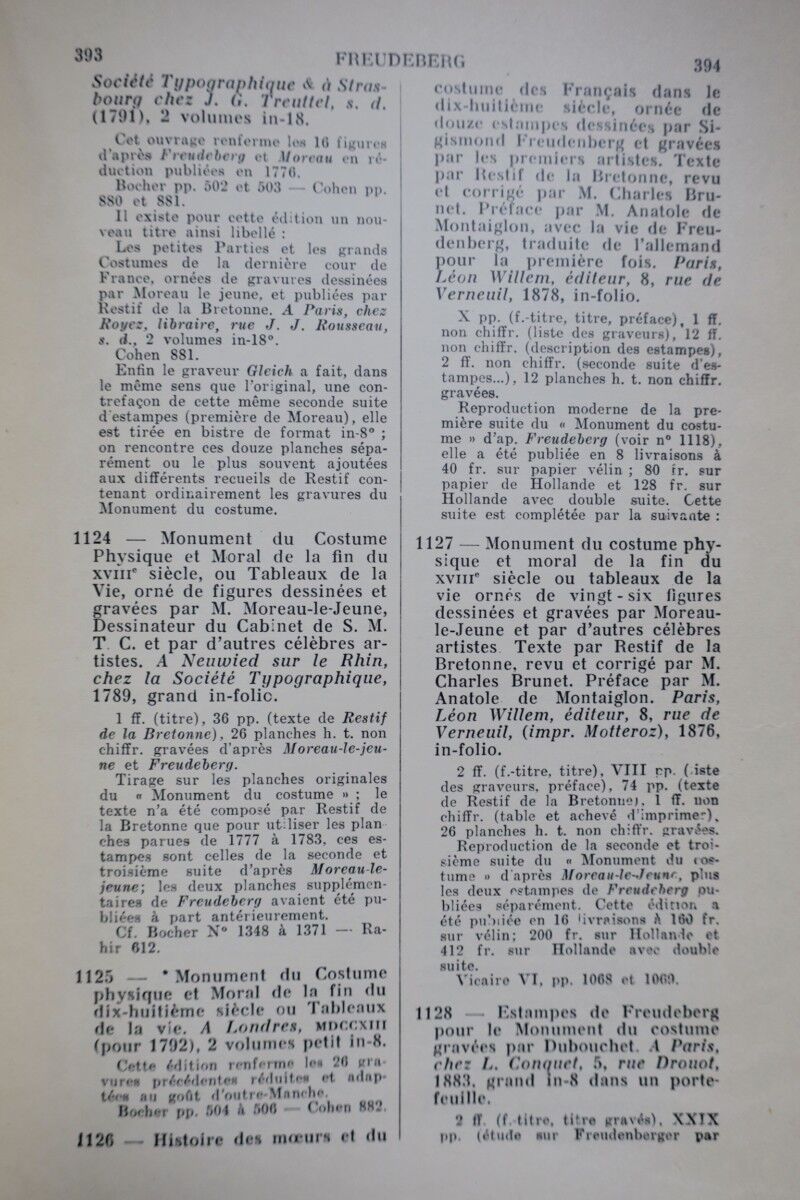 393
FREUDEBERG
394
Société Typographique & à Stras-
bourg chez J. G. Treuttel, s. d.
(1791), 2 volumes in-18.
Cet ouvrage renferme les 16 figures
d'après Freudeberg et Moreau en ré-
duction publiées en 1776.
Bocher pp. 502 et 503 — Cohen pp.
880 et 881.
Il existe pour cette édition un nou-
veau titre ainsi libellé :
Les petites Parties et les grands
Costumes de la dernière cour de
France, ornées de gravures dessinées
par Moreau le jeune, et publiées par
Restif de la Bretonne. A Paris, chez
Royez, libraire, rue J. J. Rousseau,
s. d., 2 volumes in-18°.
Cohen 881.
Enfin le graveur Gleich a fait, dans
le même sens que l'original, une con-
trefaçon de cette même seconde suite
d'estampes (première de Moreau), elle
est tirée en bistre de format in-8° ;
on rencontre ces douze planches sépa-
rément ou le plus souvent ajoutées
aux différents recueils de Restif con-
tenant ordinairement les gravures du
Monument du costume.
1124 — Monument du Costume
Physique et Moral de la fin du
XVIIIe siècle, ou Tableaux de la
Vie, orné de figures dessinées et
gravées par M. Moreau-le-Jeune,
Dessinateur du Cabinet de S. M.
T. C. et par d'autres célèbres ar-
tistes. A Neuwied sur le Rhin,
chez la Société Typographique,
1789, grand in-folio.
1 ff. (titre), 36 pp. (texte de Restif
de la Bretonne), 26 planches h. t. non
chiffr. gravées d'après Moreau-le-jeu-
ne et Freudeberg.
Tirage sur les planches originales
du « Monument du costume » ; le
texte n'a été composé par Restif de
la Bretonne que pour utiliser les plan
ches parues de 1777 à 1783, ces es-
tampes sont celles de la seconde et
troisième suite d'après Moreau-le-
jeune; les deux planches supplémen-
taires de Freudeberg avaient été pu-
bliées à part antérieurement.
Cf. Bocher N° 1348 à 1371 — Ra-
hir 612.
1125 — * Monument du Costume
physique et Moral de la fin du
dix-huitième siècle ou Tableaux
de la vie. A Londres, MDCCXIII
(pour 1792), 2 volumes petit in-8.
Cette édition renferme les 26 gra-
vures précédentes réduites et adap-
tées au goût d'outre-Manche.
Bocher pp. 504 à 506 — Cohen 882.
1126 — Histoire des mœurs et du
costume des Français dans le
dix-huitième siècle, ornée de
douze estampes dessinées par Si-
gismond Freudenberg et gravées
par les premiers artistes. Texte
par Restif de la Bretonne, revu
et corrigé par M. Charles Bru-
net. Préface par M. Anatole de
Montaiglon, avec la vie de Freu-
denberg, traduite de l'allemand
pour la première fois. Paris,
Léon Willem, éditeur, 8, rue de
Verneuil, 1878, in-folio.
X pp. (f.-titre, titre, préface), 1 ff.
non chiffr. (liste des graveurs), 12 ff.
non chiffr. (description des estampes),
2 ff. non chiffr. (seconde suite d'es-
tampes...), 12 planches h. t. non chiffr.
gravées.
Reproduction moderne de la pre-
mière suite du « Monument du costu-
me » d'ap. Freudeberg (voir n° 1118),
elle a été publiée en 8 livraisons à
40 fr. sur papier vélin ; 80 fr. sur
papier de Hollande et 128 fr. sur
Hollande avec double suite. Cette
suite est complétée par la suivante :
1127 — Monument du costume phy-
sique et moral de la fin du
XVIIIe siècle ou tableaux de la
vie ornés de vingt-six figures
dessinées et gravées par Moreau-
le-Jeune et par d'autres célèbres
artistes. Texte par Restif de la
Bretonne, revu et corrigé par M.
Charles Brunet. Préface par M.
Anatole de Montaiglon. Paris,
Léon Willem, éditeur, 8, rue de
Verneuil, (impr. Motteroz), 1876,
in-folio.
2 ff. (f.-titre, titre), VIII pp. (liste
des graveurs, préface), 74 pp. (texte
de Restif de la Bretonne), 1 ff. non
chiffr. (table et achevé d'imprimer),
26 planches h. t. non chiffr. gravées.
Reproduction de la seconde et troi-
sième suite du « Monument du cos-
tume » d'après Moreau-le-Jeune, plus
les deux estampes de Freudeberg pu-
bliées séparément. Cette édition a
été publiée en 16 livraisons à 160 fr.
sur vélin; 200 fr. sur Hollande et
412 fr. sur Hollande avec double
suite.
Vicaire VI, pp. 1068 et 1069.
1128 — Estampes de Freudeberg
pour le Monument du costume
gravées par Dubouchet. A Paris,
chez L. Conquet, 5, rue Drouot,
1883, grand in-8 dans un porte-
feuille.
2 ff. (f. titre, titre gravés), XXIX
pp. (étude sur Freudenberger par